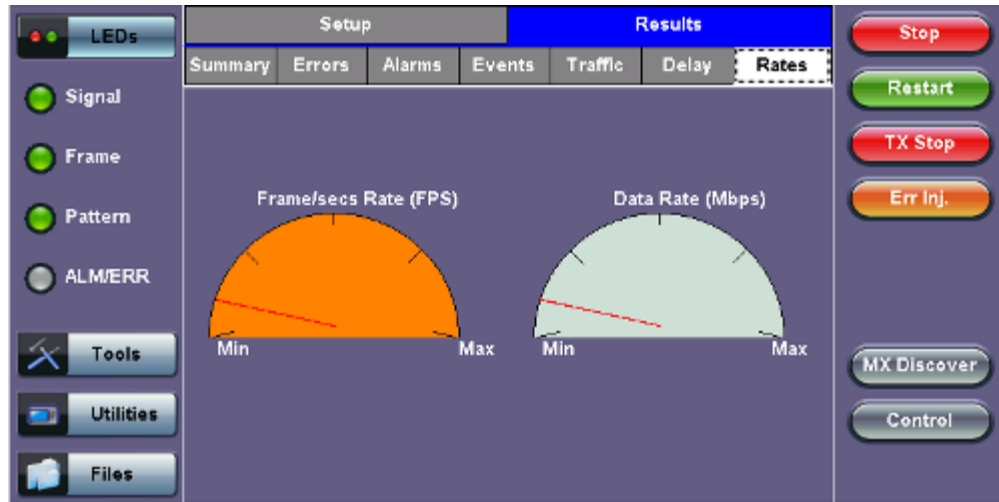 LEDs
Signal
Frame
Pattern
ALM/ERR
Tools
Utilities
Files
Setup
Results
Summary
Errors
Alarms
Events
Traffic
Delay
Rates
Frame/secs Rate (FPS)
Min
Max
Data Rate (Mbps)
Min
Max
Stop
Restart
TX Stop
Err Inj.
MX Discover
Control